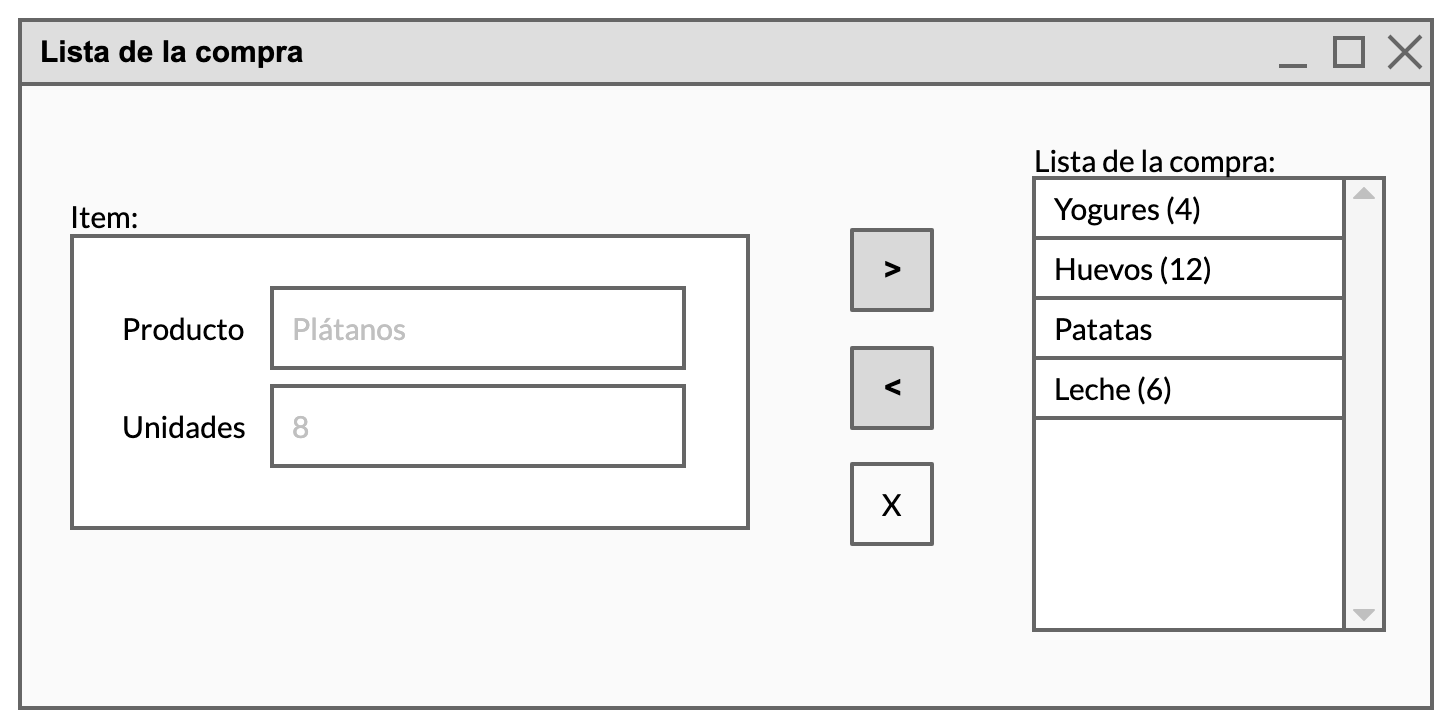 Lista de la compra
Item:
Producto
Plátanos
Unidades
8
>
<
X
Lista de la compra:
Yogures (4)
Huevos (12)
Patatas
Leche (6)